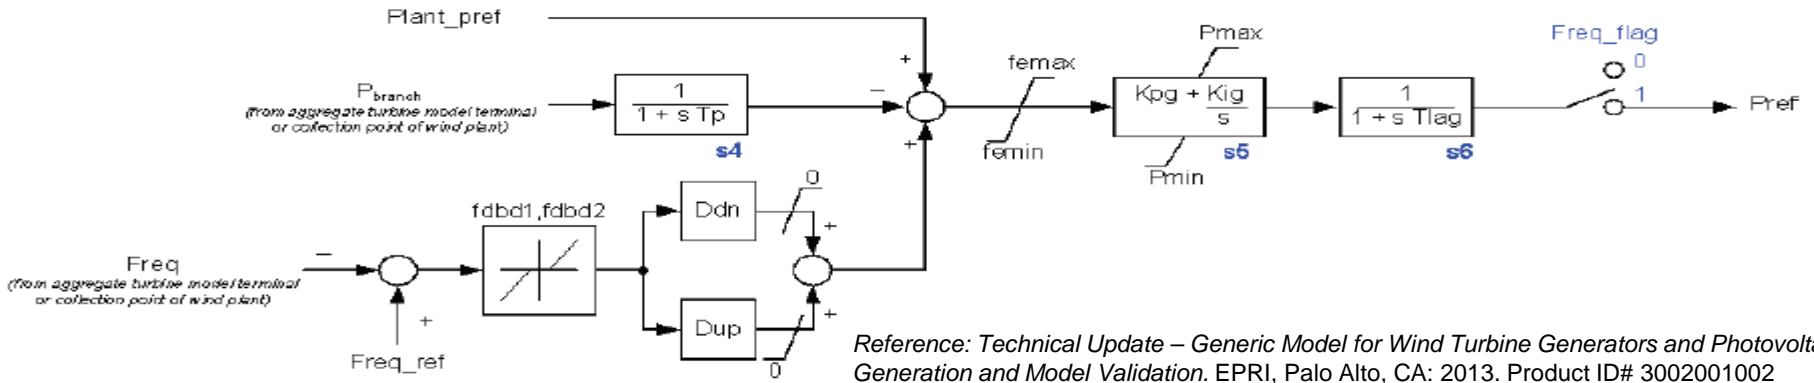 Plant_pref
P branch
(from aggregate turbine model terminal
or collection point of wind plant)
1
1 + s Tp
s4
+
−
+
femax
femin
Pmax
Kpg + Kig
s
Pmin
s5
1
1 + s Tlag
s6
Freq_flag
0
1
Pref
fdbd1,fdbd2
Ddn
0
+
Freq
(from aggregate turbine model terminal
or collection point of wind plant)
−
+
Freq_ref
Dup
0
+
Reference: Technical Update – Generic Model for Wind Turbine Generators and Photovolta
Generation and Model Validation. EPRI, Palo Alto, CA: 2013. Product ID# 3002001002